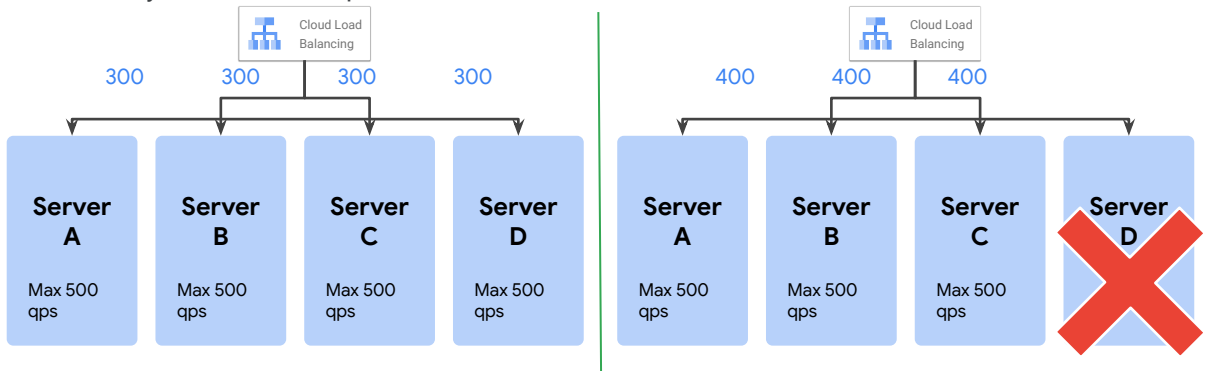 Cloud Load
Balancing
300 300 300 300
Server
A
Max 500
qps
Server
B
Max 500
qps
Server
C
Max 500
qps
Server
D
Max 500
qps
Cloud Load
Balancing
400 400 400
Server
A
Max 500
qps
Server
B
Max 500
qps
Server
C
Max 500
qps
Server
D